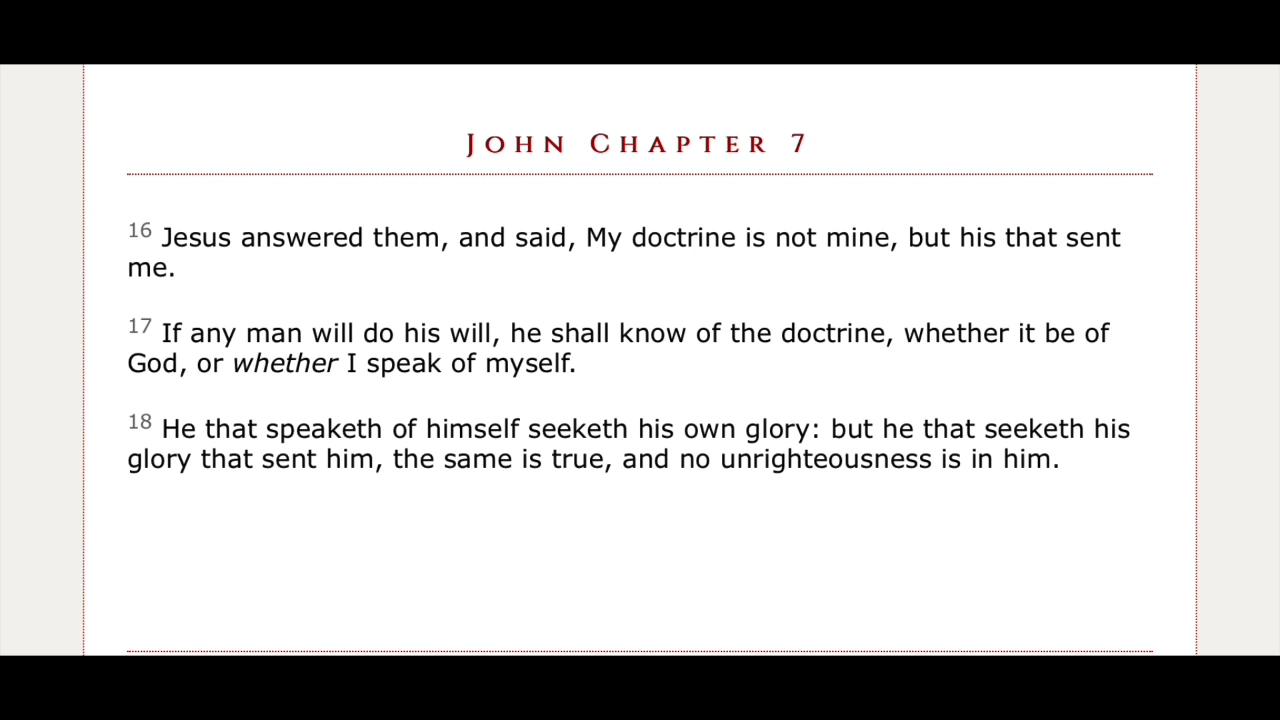 John Chapter 7
16 Jesus answered them, and said, My doctrine is not mine, but his that sent
me.
17 If any man will do his will, he shall know of the doctrine, whether it be of
God, or whether I speak of myself.
18 He that speaketh of himself seeketh his own glory: but he that seeketh his
glory that sent him, the same is true, and no unrighteousness is in him.